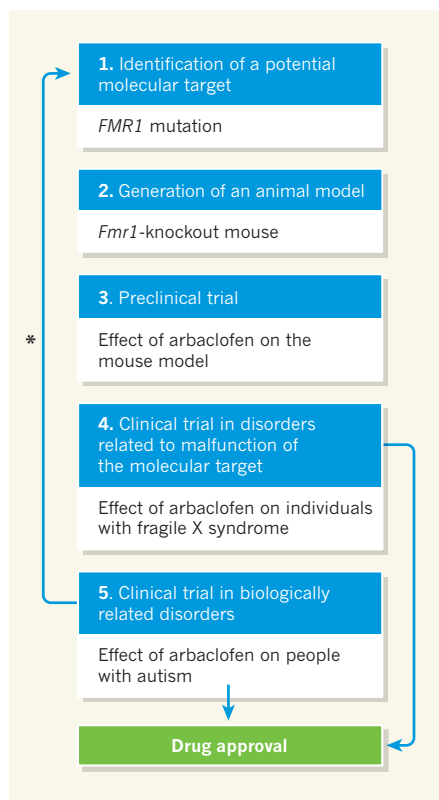 1. Identification of a potential
molecular target
FMR1 mutation
2. Generation of an animal model
Fmr1-knockout mouse
3. Preclinical trial
Effect of arbaclofen on the
mouse model
*
4. Clinical trial in disorders
related to malfunction of
the molecular target
Effect of arbaclofen on individuals
with fragile X syndrome
5. Clinical trial in biologically
related disorders
Effect of arbaclofen on people
with autism
Drug approval